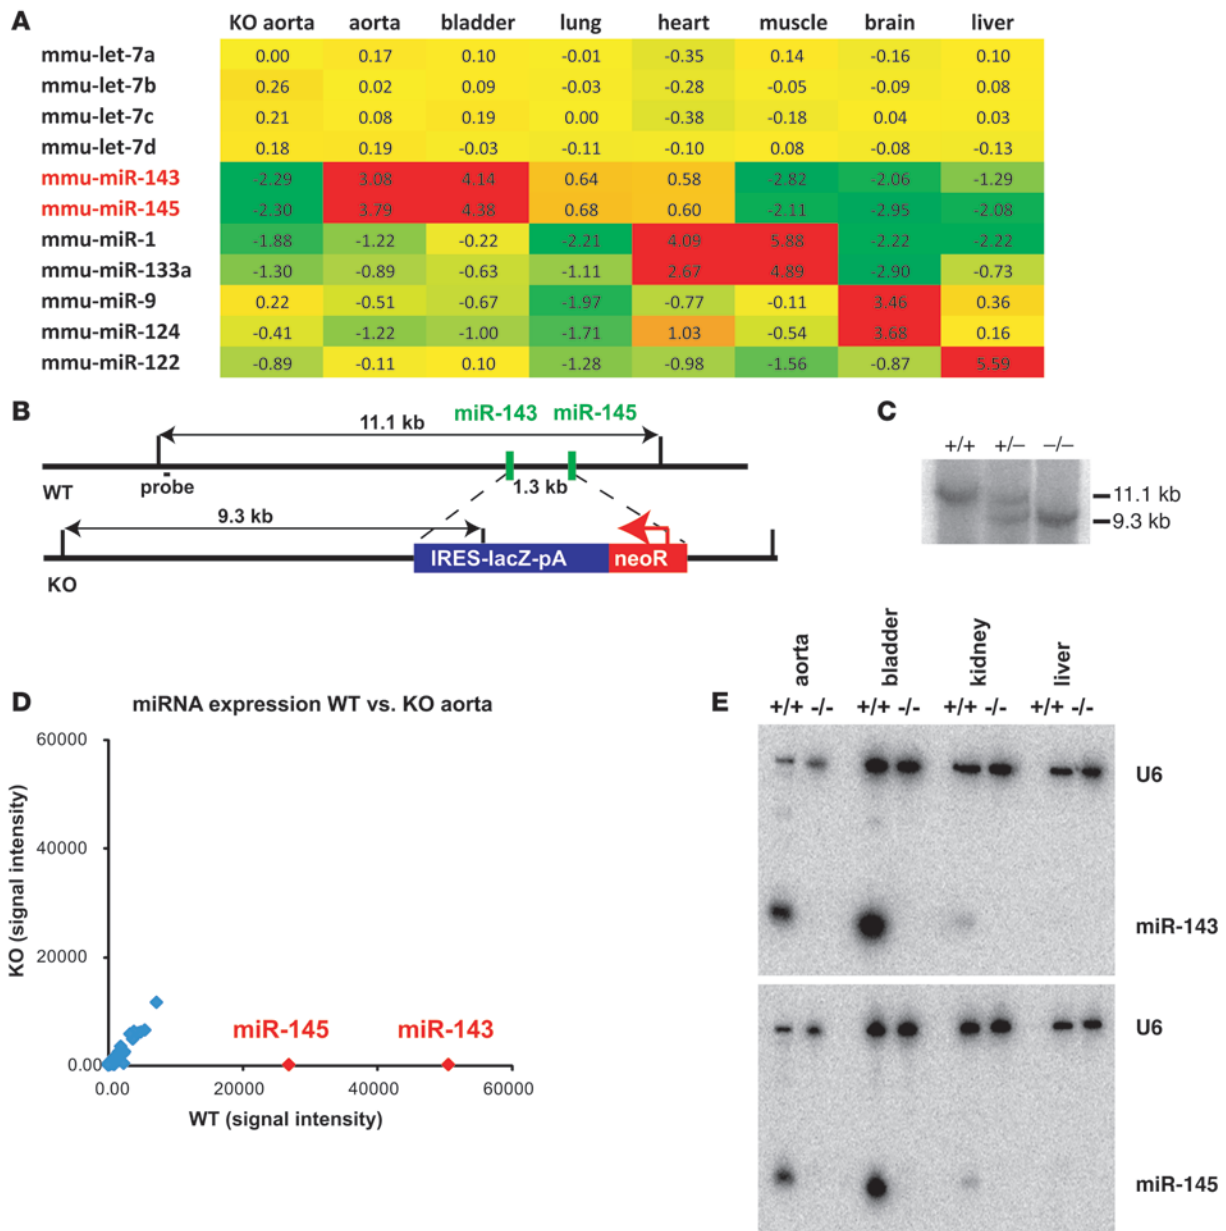 A
KO aorta aorta bladder lung heart muscle brain liver
mmu-let-7a 0.00 0.17 0.10 -0.01 -0.35 0.14 -0.16 0.10
mmu-let-7b 0.26 0.02 0.09 -0.03 -0.28 -0.05 -0.09 0.08
mmu-let-7c 0.21 0.08 0.19 0.00 -0.38 -0.18 0.04 0.03
mmu-let-7d 0.18 0.19 -0.03 -0.11 -0.10 0.08 -0.08 -0.13
mmu-miR-143 -2.29 3.08 4.14 0.64 0.58 -2.82 -2.06 -1.29
mmu-miR-145 -2.30 3.79 4.38 0.68 0.60 -2.11 -2.95 -2.08
mmu-miR-1 -1.88 -1.22 -0.22 -2.21 4.09 5.88 -2.22 -2.22
mmu-miR-133a -1.30 -0.89 -0.63 -1.11 2.67 4.89 -2.90 -0.73
mmu-miR-9 0.22 -0.51 -0.67 -1.97 -0.77 -0.11 3.46 0.36
mmu-miR-124 -0.41 -1.22 -1.00 -1.71 1.03 -0.54 3.68 0.16
mmu-miR-122 -0.89 -0.11 0.10 -1.28 -0.98 -1.56 -0.87 5.59
B
miR-143 miR-145
11.1 kb
WT
probe
1.3 kb
9.3 kb
IRES-lacZ-pA neoR
KO
C
+/+ +/− −/−
11.1 kb
9.3 kb
D
miRNA expression WT vs. KO aorta
60000
40000
20000
0.00
KO (signal intensity)
miR-145 miR-143
0.00 20000 40000 60000
WT (signal intensity)
E
aorta bladder kidney liver
+/+ -/- +/+ -/- +/+ -/- +/+ -/-
U6
miR-143
U6
miR-145